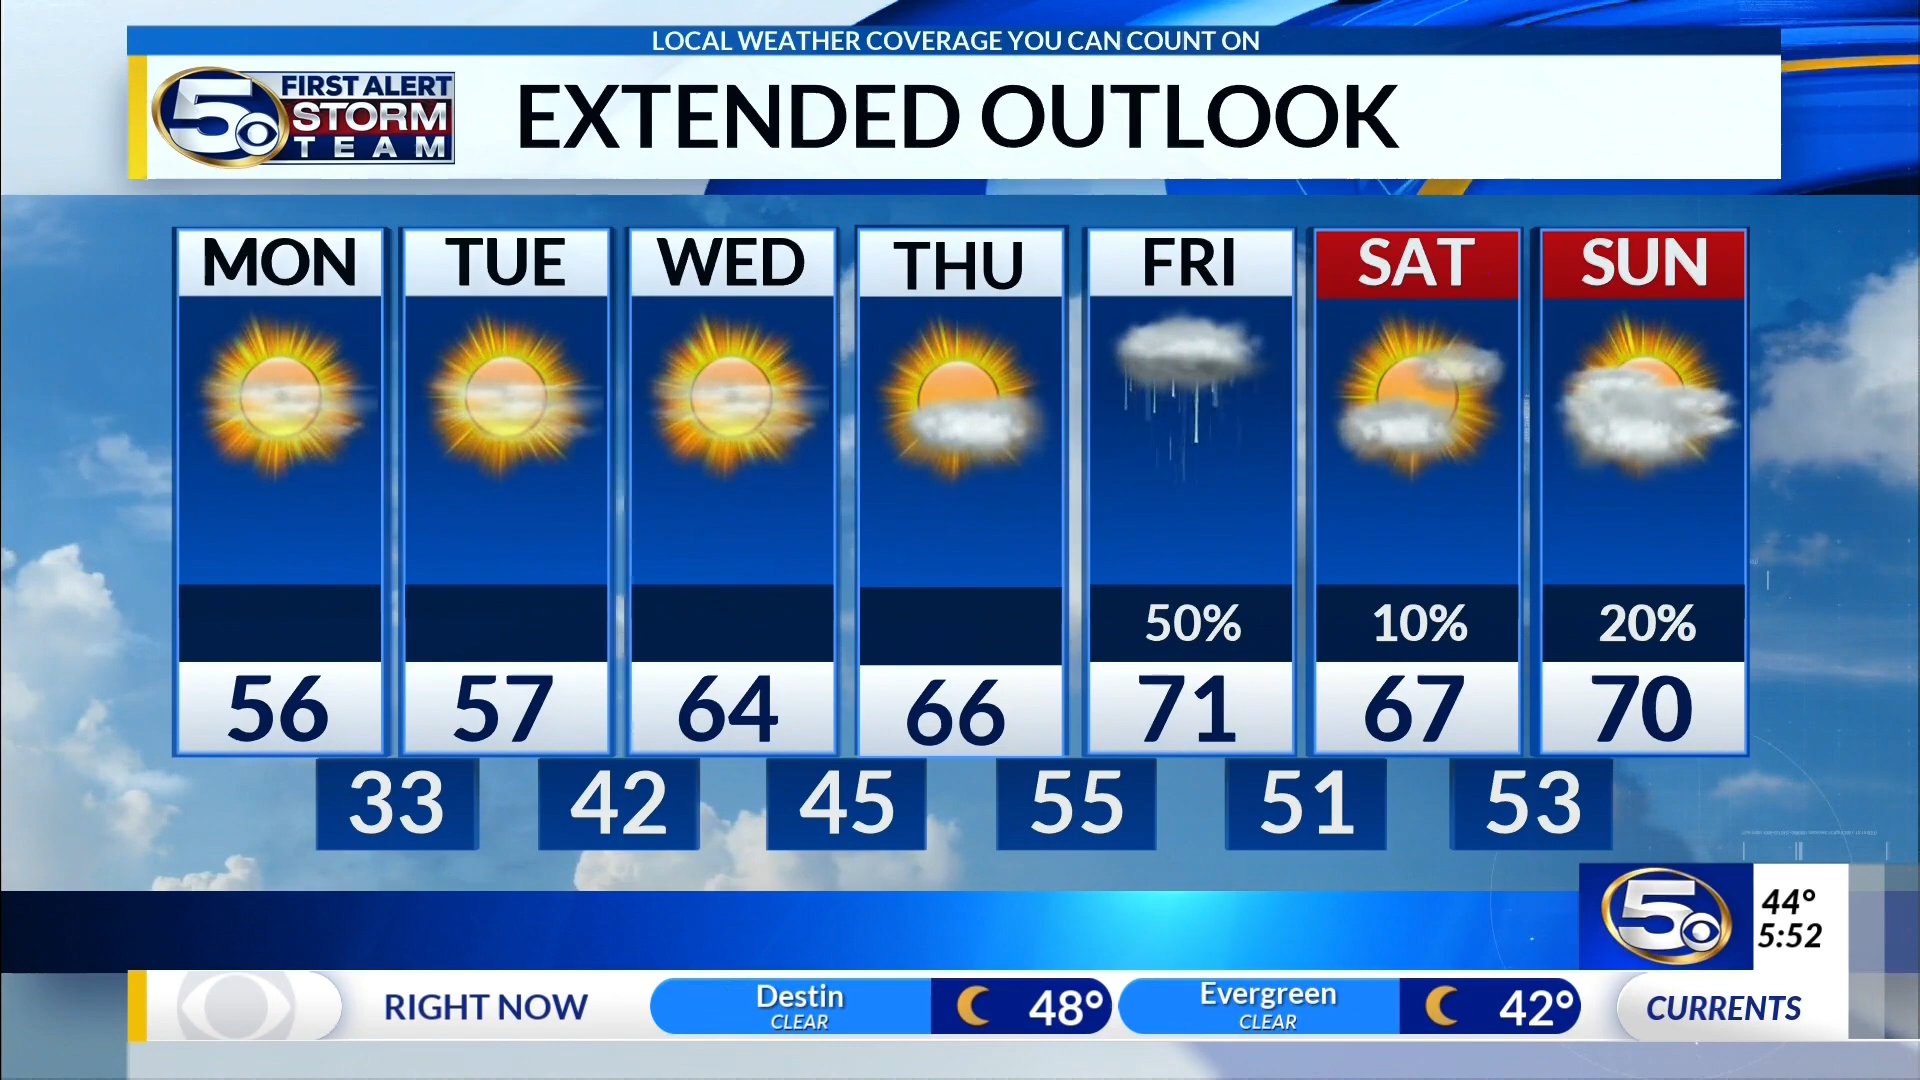 LOCAL WEATHER COVERAGE YOU CAN COUNT ON
5 FIRST ALERT
STORM
TEAM
EXTENDED OUTLOOK
MON TUE WED THU FRI SAT SUN
50% 10% 20%
56 57 64 66 71 67 70
33 42 45 55 51 53
5 44°
5:52
RIGHT NOW
Destin
CLEAR
48°
Evergreen
CLEAR
42°
CURRENTS